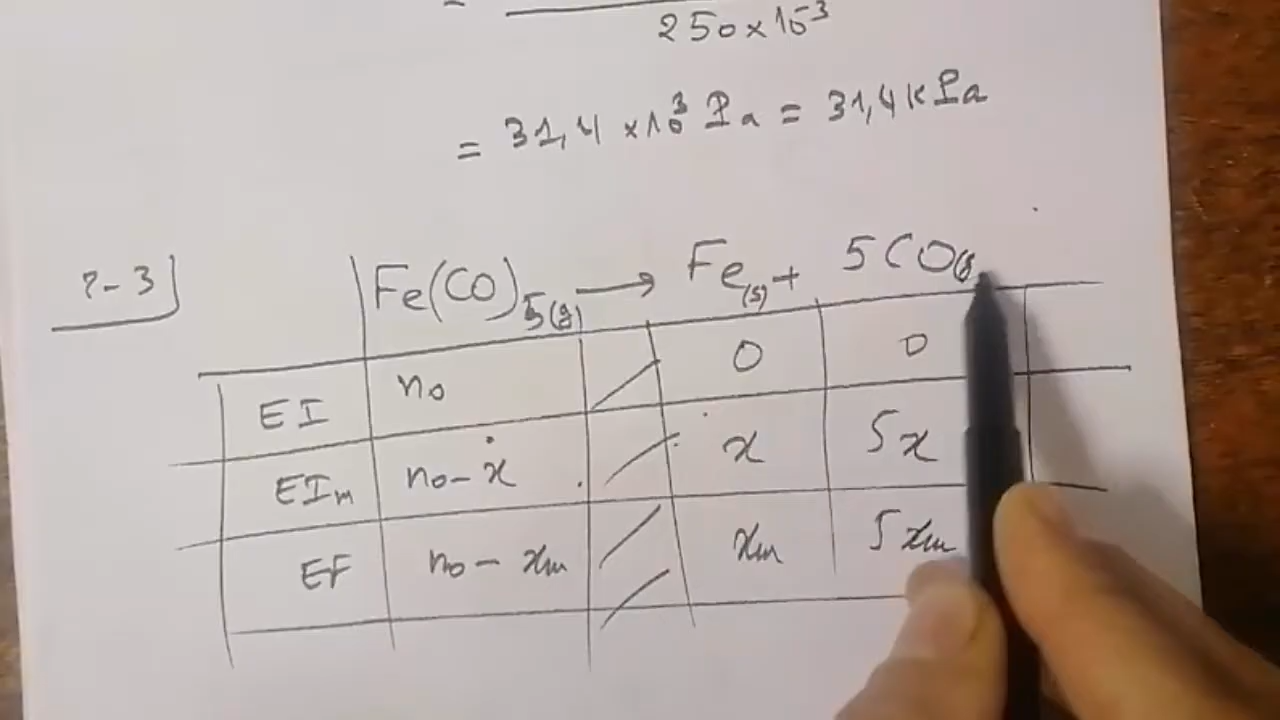 =
250×10⁻³
= 31,4 ×10³ Pa = 31,4 kPa
2-3
Fe(CO)₅(g) → Fe(s) + 5CO(g)
EI n₀ 0 0
EIm n₀-x x 5x
EF n₀ - xm xm 5xm